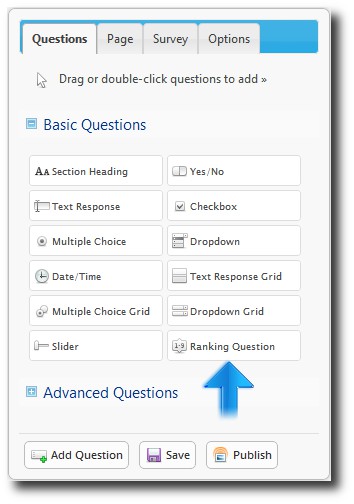 Questions Page Survey Options
Drag or double-click questions to add »
Basic Questions
AA Section Heading Yes/No
Text Response Checkbox
Multiple Choice Dropdown
Date/Time Text Response Grid
Multiple Choice Grid Dropdown Grid
Slider 1-9 Ranking Question
Advanced Questions
Add Question Save Publish